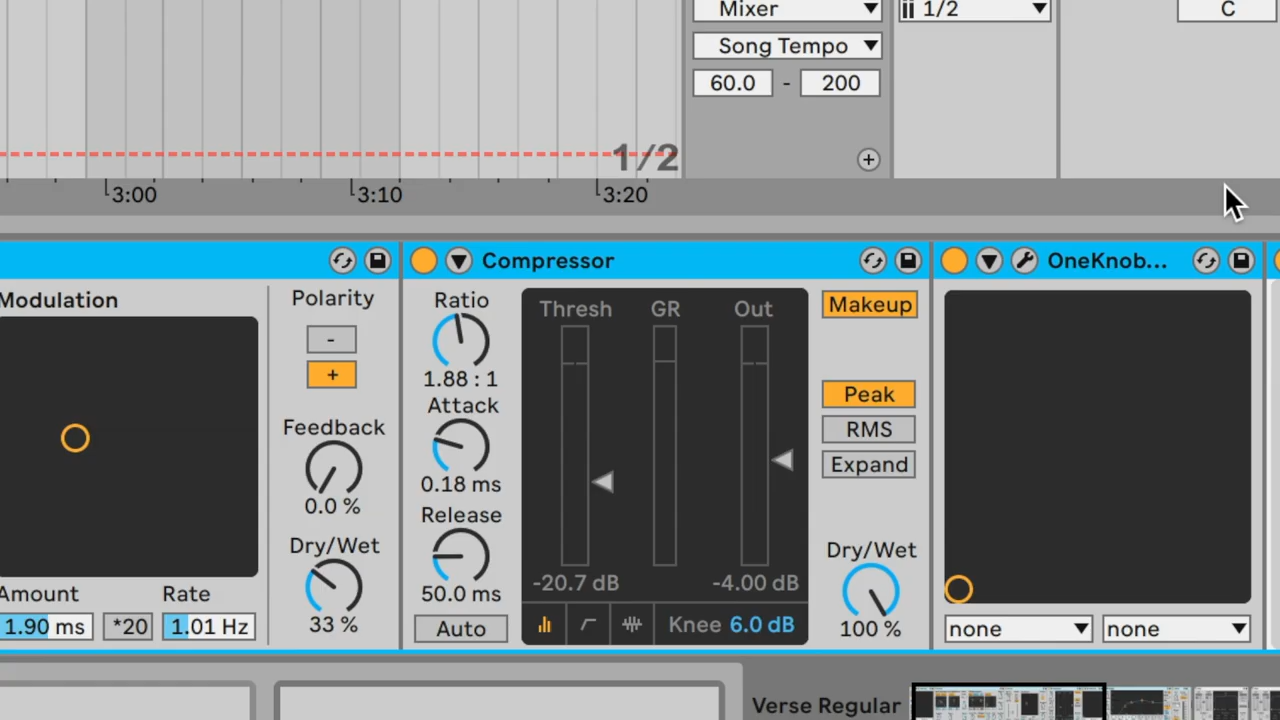 Mixer
1/2
C
Song Tempo
60.0 - 200
1/2
3:00
3:10
3:20
Compressor
OneKnob...
Modulation
Polarity
-
+
Feedback
0.0 %
Dry/Wet
33 %
Amount
1.90 ms
*20
Rate
1.01 Hz
Ratio
1.88 : 1
Attack
0.18 ms
Release
50.0 ms
Auto
Thresh
GR
Out
-20.7 dB
-4.00 dB
Knee 6.0 dB
Makeup
Peak
RMS
Expand
Dry/Wet
100 %
none
none
Verse Regular